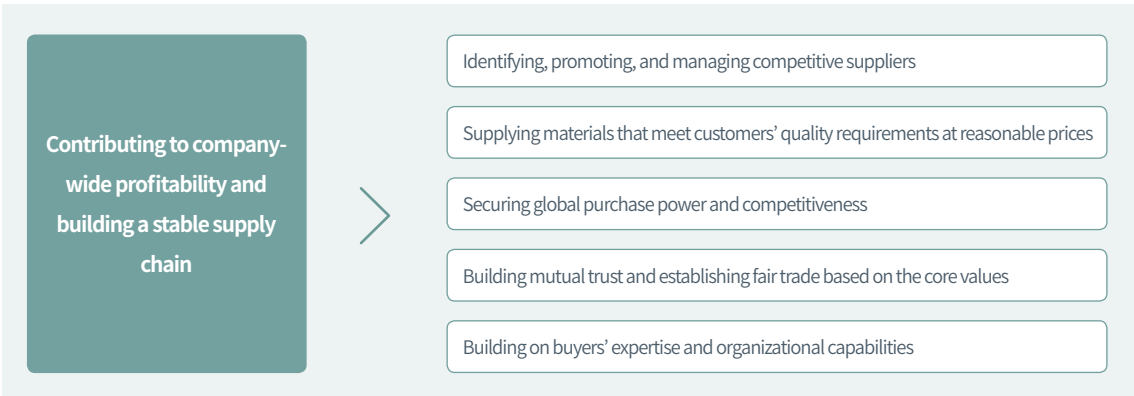 Contributing to company-
wide profitability and
building a stable supply
chain
Identifying, promoting, and managing competitive suppliers
Supplying materials that meet customers’ quality requirements at reasonable prices
Securing global purchase power and competitiveness
Building mutual trust and establishing fair trade based on the core values
Building on buyers’ expertise and organizational capabilities